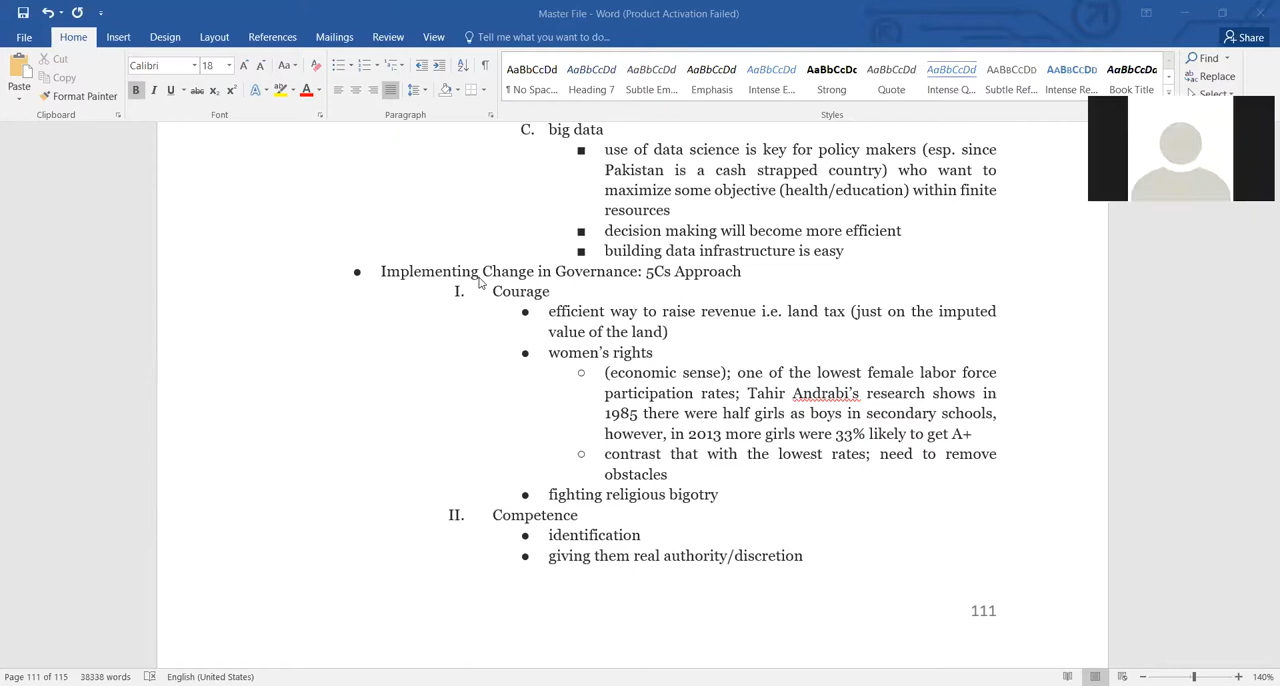 Master File - Word (Product Activation Failed)
File Home Insert Design Layout References Mailings Review View Tell me what you want to do... Share
Paste Cut Copy Format Painter
Calibri 18 Aa
B I U abc X₂ X² A A
AaBbCcDd AaBbCcDd AaBbCcDd AaBbCcDd AaBbCcDd AaBbCcDc AaBbCcDd AaBbCcDd AaBbCcDd AaBbCcDd AaBbCcDd
¶ No Spac... Heading 7 Subtle Em... Emphasis Intense E... Strong Quote Intense Q... Subtle Ref... Intense Re... Book Title
Find
Replace
Select
Clipboard Font Paragraph Styles
C. big data
■ use of data science is key for policy makers (esp. since
Pakistan is a cash strapped country) who want to
maximize some objective (health/education) within finite
resources
■ decision making will become more efficient
■ building data infrastructure is easy
● Implementing Change in Governance: 5Cs Approach
I. Courage
● efficient way to raise revenue i.e. land tax (just on the imputed
value of the land)
● women's rights
○ (economic sense); one of the lowest female labor force
participation rates; Tahir Andrabi's research shows in
1985 there were half girls as boys in secondary schools,
however, in 2013 more girls were 33% likely to get A+
○ contrast that with the lowest rates; need to remove
obstacles
● fighting religious bigotry
II. Competence
● identification
● giving them real authority/discretion
111
Page 111 of 115 38338 words English (United States) 140%